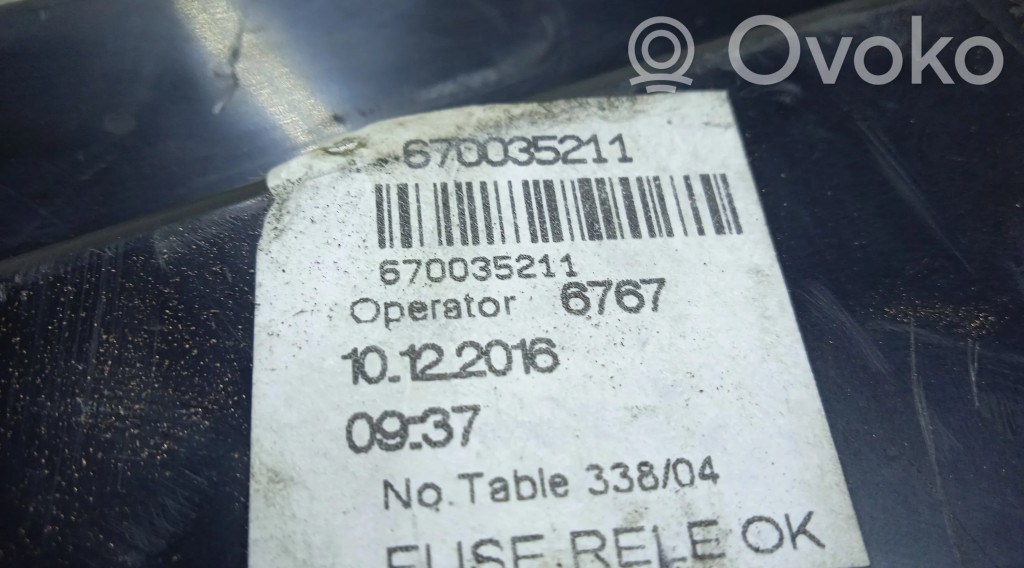 Ovoko
670035211
670035211
Operator 6767
10.12.2016
09:37
No.Table 338/04
FUSE.RELE OK